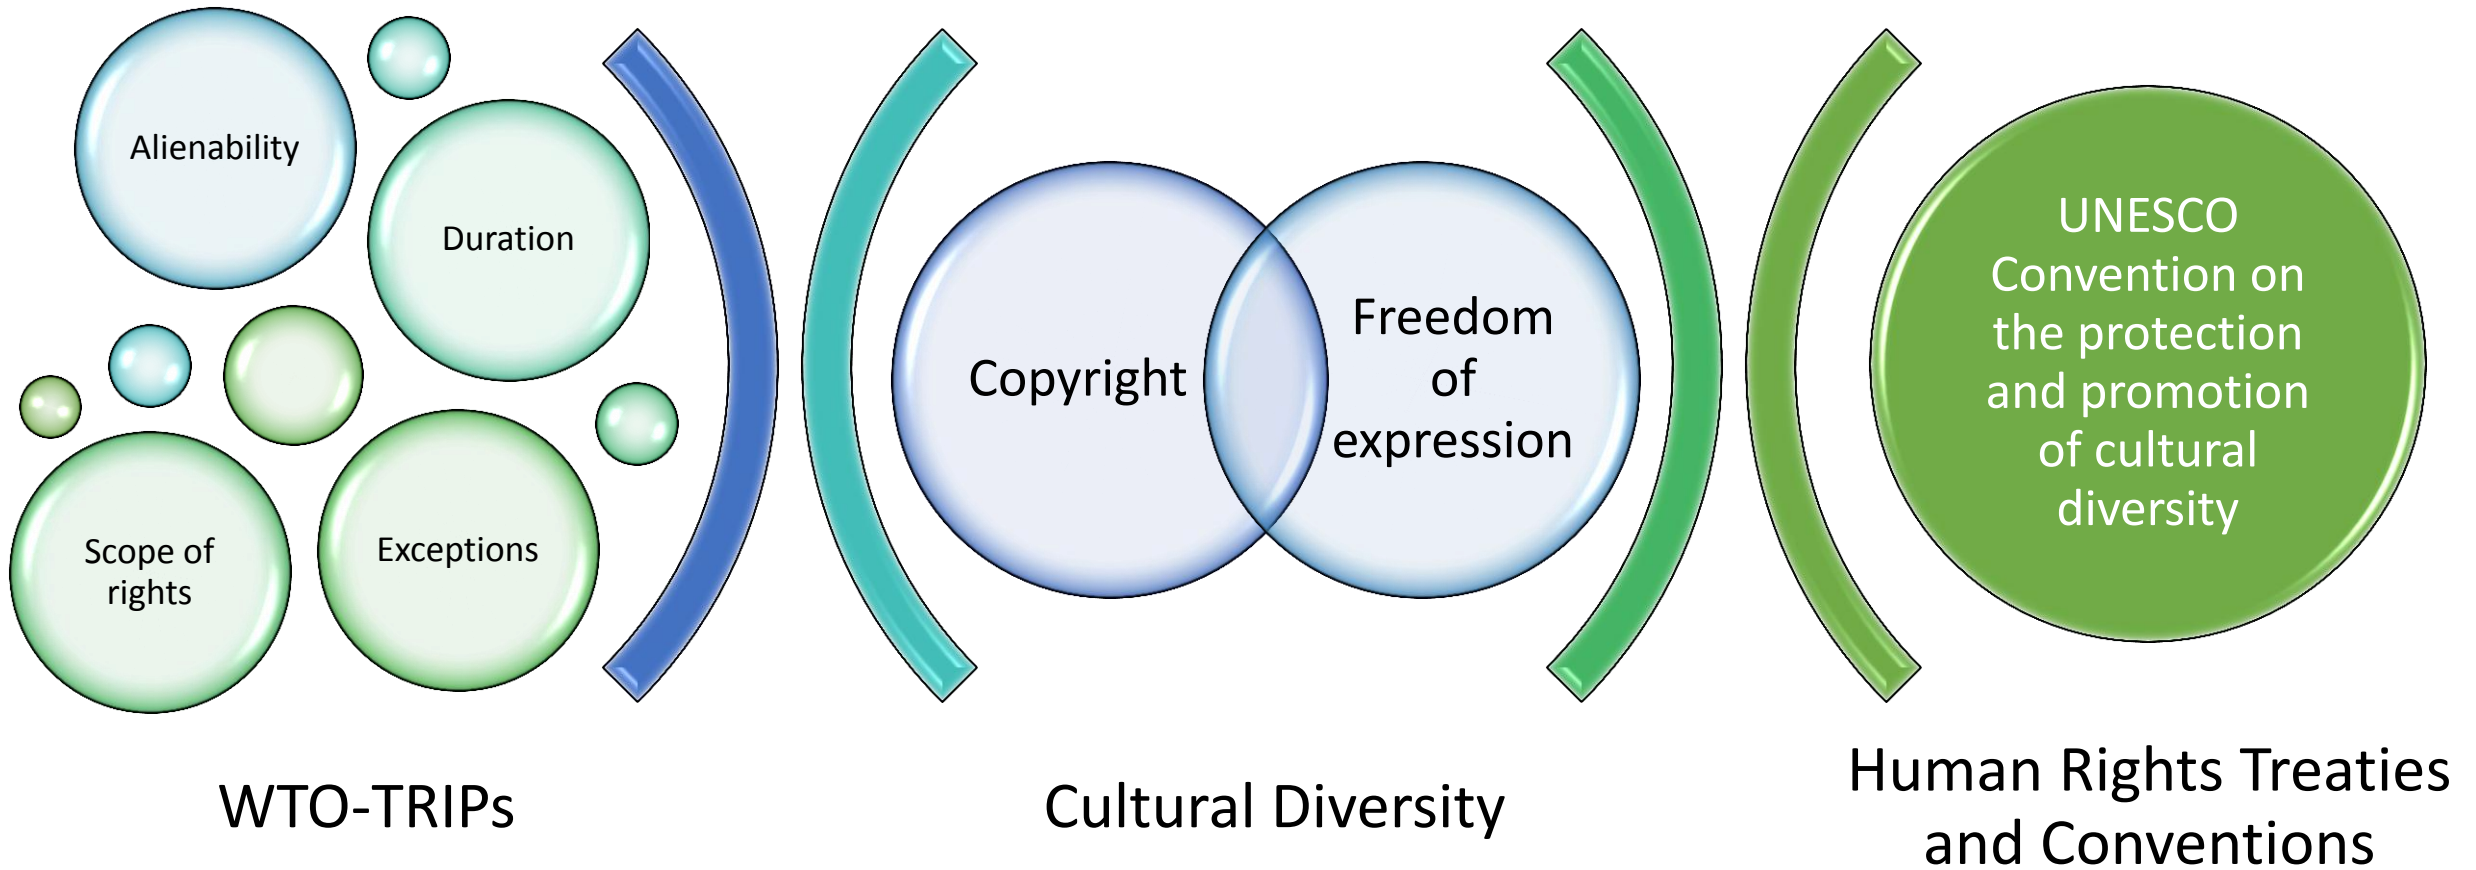 Alienability
Duration
Scope of
rights
Exceptions
WTO-TRIPs
Copyright
Freedom
of
expression
Cultural Diversity
UNESCO
Convention on
the protection
and promotion
of cultural
diversity
Human Rights Treaties
and Conventions